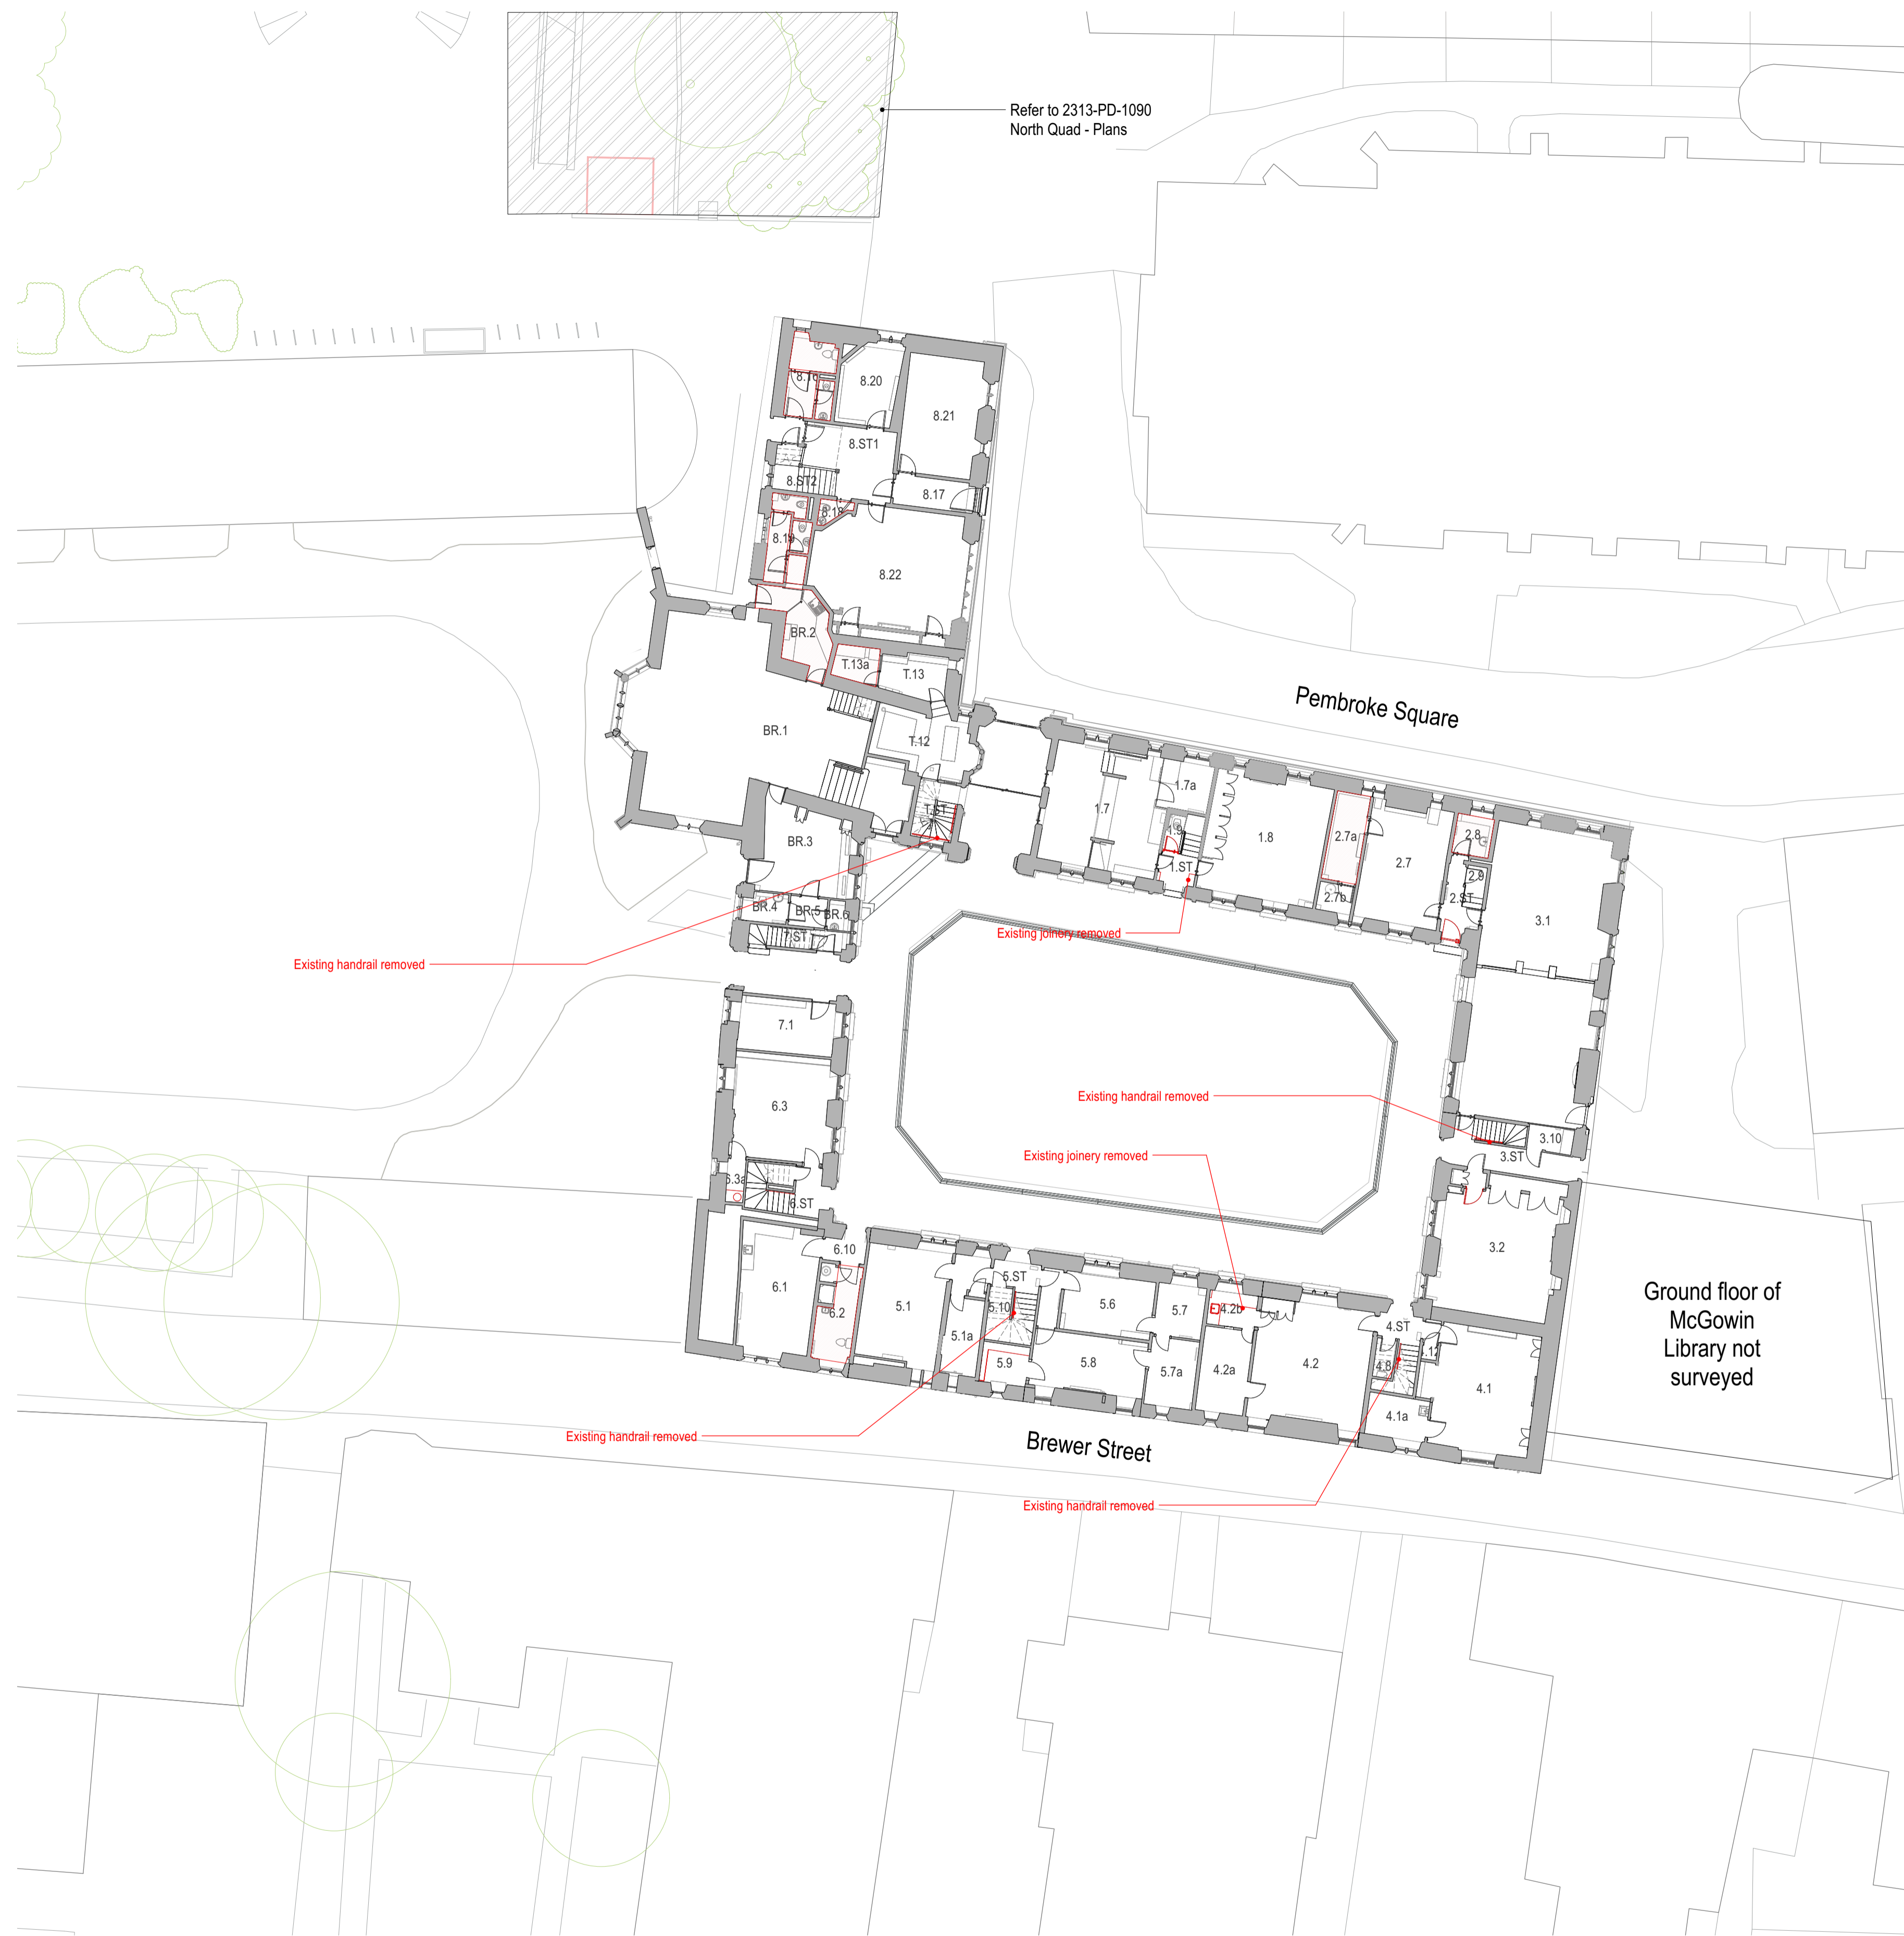 Refer to 2313-PD-1090
North Quad - Plans
8.16
8.20
8.21
8.ST1
8.ST2
8.17
8.18
8.19
8.22
BR.2
T.13a
T.13
Pembroke Square
BR.1
T.12
1.7a
1.7
T.ST
1.9
1.8
2.7a
2.8
2.7
BR.3
1.ST
2.9
2.7b
2.ST
3.1
BR.4
BR.5
BR.6
7.ST
Existing joinery removed
Existing handrail removed
7.1
6.3
Existing handrail removed
3.10
3.ST
Existing joinery removed
6.3a
6.ST
6.10
3.2
6.1
5.ST
5.1
5.10
5.6
5.7
4.2b
6.2
4.ST
5.1a
5.9
5.8
5.7a
4.2a
4.2
4.8
4.1
4.1a
Ground floor of
McGowin
Library not
surveyed
Existing handrail removed
Brewer Street
Existing handrail removed